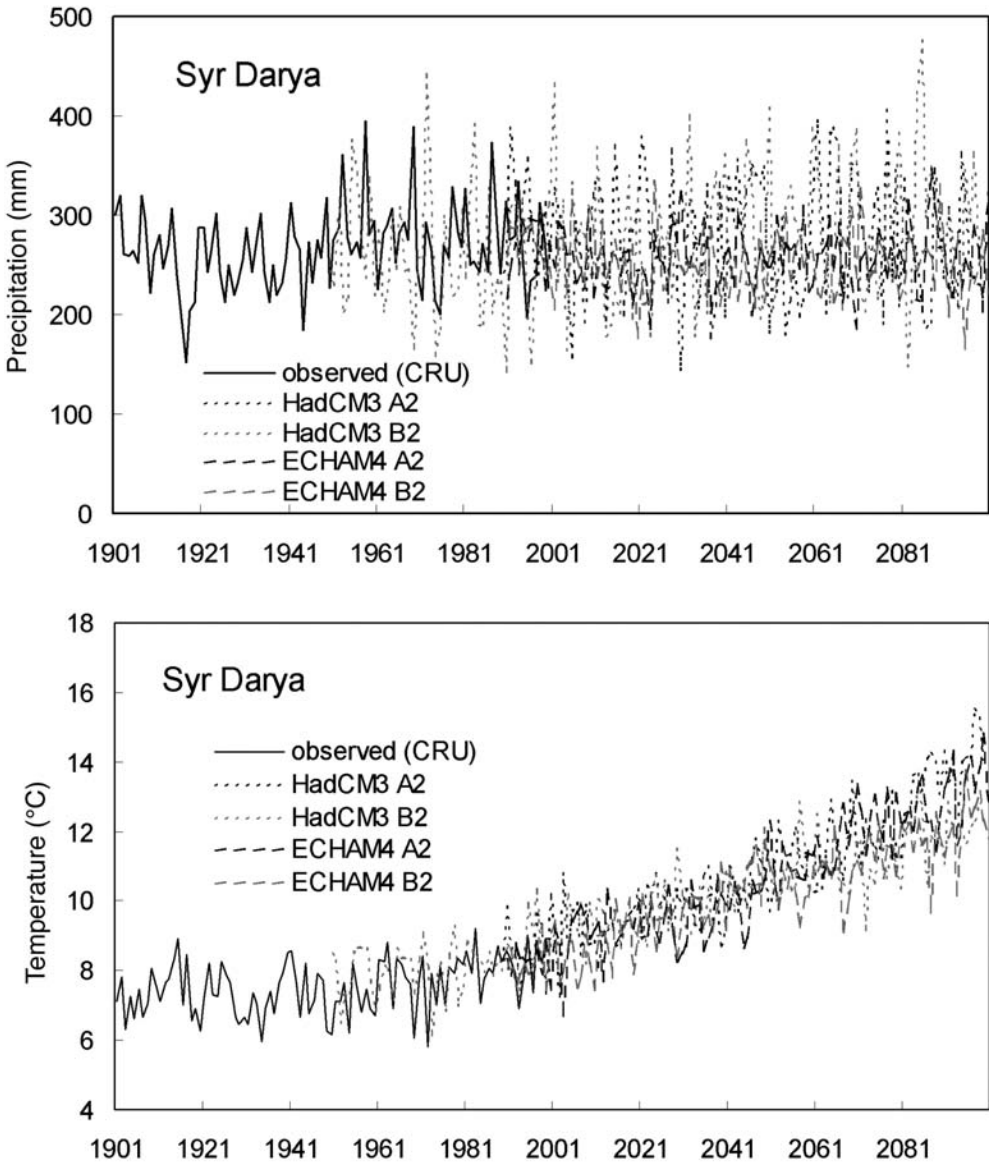 500
400
300
200
100
0
Precipitation (mm)
Syr Darya
observed (CRU)
HadCM3 A2
HadCM3 B2
ECHAM4 A2
ECHAM4 B2
1901 1921 1941 1961 1981 2001 2021 2041 2061 2081
18
16
14
12
10
8
6
4
Temperature (°C)
Syr Darya
observed (CRU)
HadCM3 A2
HadCM3 B2
ECHAM4 A2
ECHAM4 B2
1901 1921 1941 1961 1981 2001 2021 2041 2061 2081